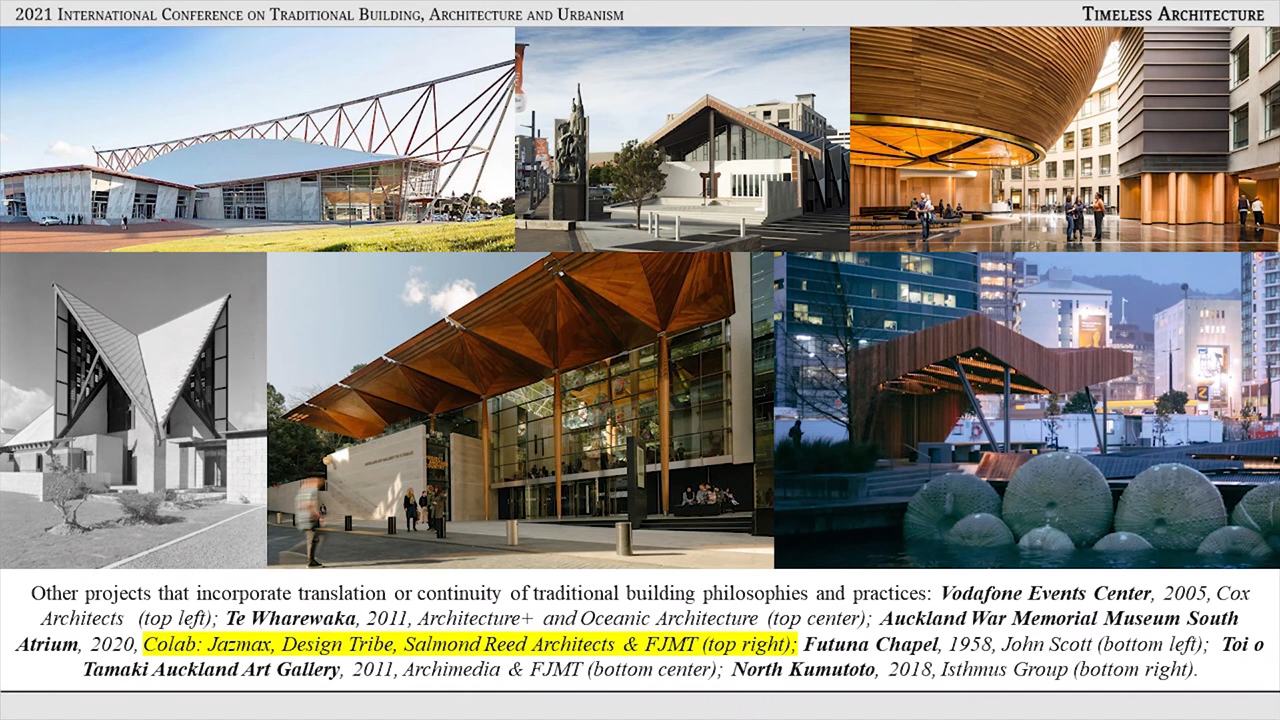 2021 International Conference on Traditional Building, Architecture and Urbanism
Timeless Architecture
Other projects that incorporate translation or continuity of traditional building philosophies and practices: Vodafone Events Center, 2005, Cox
Architects (top left); Te Wharewaka, 2011, Architecture+ and Oceanic Architecture (top center); Auckland War Memorial Museum South
Atrium, 2020, Colab: Jazmax, Design Tribe, Salmond Reed Architects & FJMT (top right); Futuna Chapel, 1958, John Scott (bottom left); Toi o
Tamaki Auckland Art Gallery, 2011, Archimedia & FJMT (bottom center); North Kumutoto, 2018, Isthmus Group (bottom right).